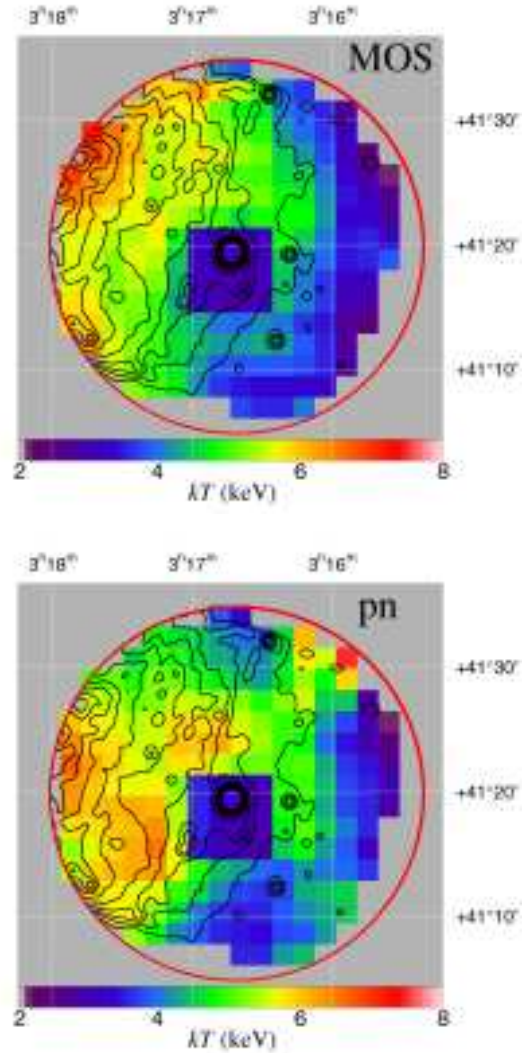 3ʰ18ᵐ 3ʰ17ᵐ 3ʰ16ᵐ
MOS
+41°30'
+41°20'
+41°10'
2 4 6 8
kT (keV)
3ʰ18ᵐ 3ʰ17ᵐ 3ʰ16ᵐ
pn
+41°30'
+41°20'
+41°10'
2 4 6 8
kT (keV)